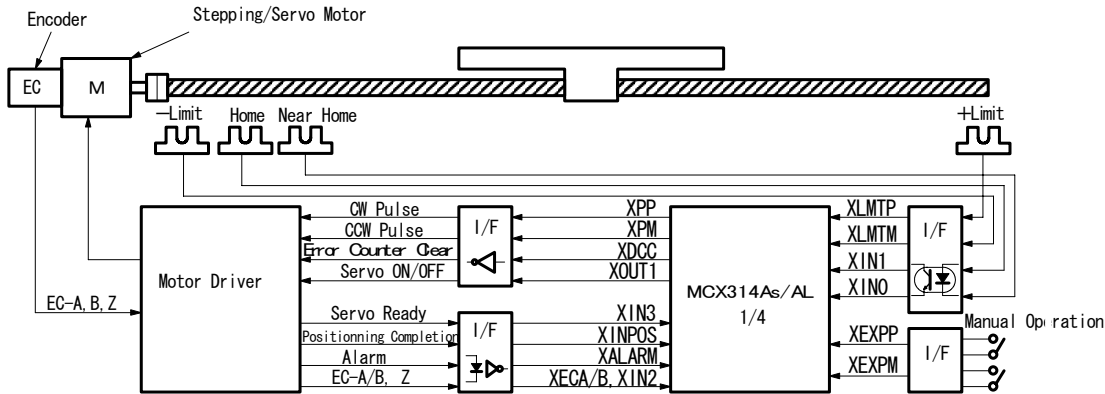 Encoder
Stepping/Servo Motor
EC
M
−Limit
Home
Near Home
+Limit
CW Pulse
CCW Pulse
Error Counter Clear
Servo ON/OFF
I/F
XPP
XPM
XDCC
XOUT1
XLMTP
XLMTM
XIN1
XIN0
I/F
Motor Driver
MCX314As/AL
1/4
EC-A, B, Z
Servo Ready
Positionning Completion
Alarm
EC-A/B, Z
I/F
XIN3
XINPOS
XALARM
XECA/B, XIN2
XEXPP
XEXPM
I/F
Manual Operation